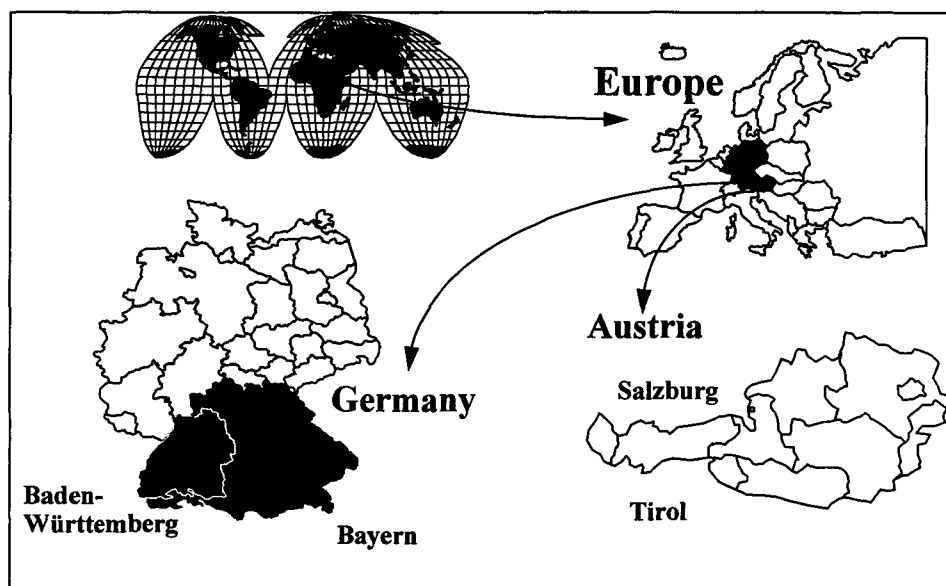 Europe
Austria
Germany
Salzburg
Baden-
Württemberg
Tirol
Bayern